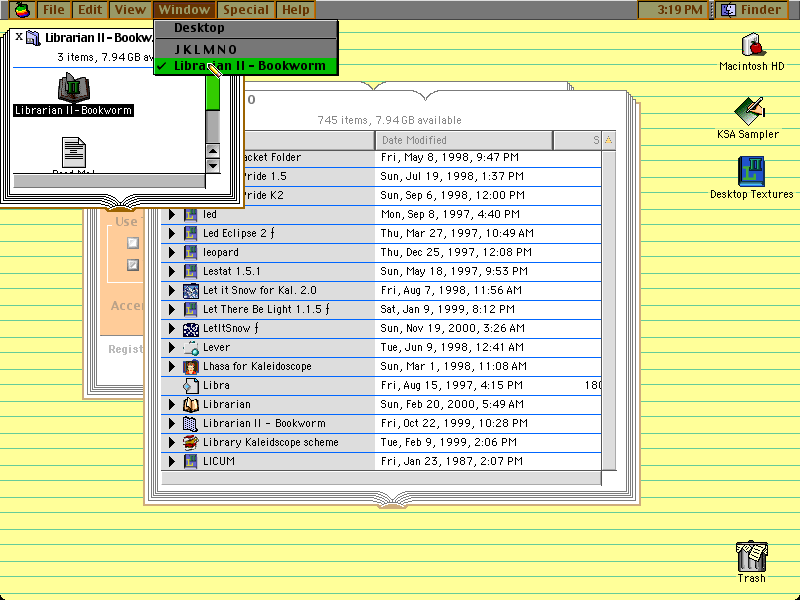 File Edit View Window Special Help 3:19 PM Finder
Desktop
J K L M N O
Librarian II - Bookworm
Librarian II - Bookw.
3 items, 7.94 GB av
Librarian II - Bookworm
Read Me!
Macintosh HD
KSA Sampler
Desktop Textures
Trash
O
745 items, 7.94 GB available
Date Modified S
acket Folder Fri, May 8, 1998, 9:47 PM
ride 1.5 Sun, Jul 19, 1998, 1:37 PM
ride K2 Sun, Sep 6, 1998, 12:00 PM
led Mon, Sep 8, 1997, 4:40 PM
Led Eclipse 2 ƒ Thu, Mar 27, 1997, 10:49 AM
leopard Thu, Dec 25, 1997, 12:08 PM
Lestat 1.5.1 Sun, May 18, 1997, 9:53 PM
Let it Snow for Kal. 2.0 Fri, Aug 7, 1998, 11:56 AM
Let There Be Light 1.1.5 ƒ Sat, Jan 9, 1999, 8:12 PM
LetItSnow ƒ Sun, Nov 19, 2000, 3:26 AM
Lever Tue, Jun 9, 1998, 12:41 AM
Lhasa for Kaleidoscope Sun, Mar 1, 1998, 11:08 AM
Libra Fri, Aug 15, 1997, 4:15 PM 180
Librarian Sun, Feb 20, 2000, 5:49 AM
Librarian II - Bookworm Fri, Oct 22, 1999, 10:28 PM
Library Kaleidoscope scheme Tue, Feb 9, 1999, 2:06 PM
LICUM Fri, Jan 23, 1987, 2:07 PM
Use
Accer
Regist